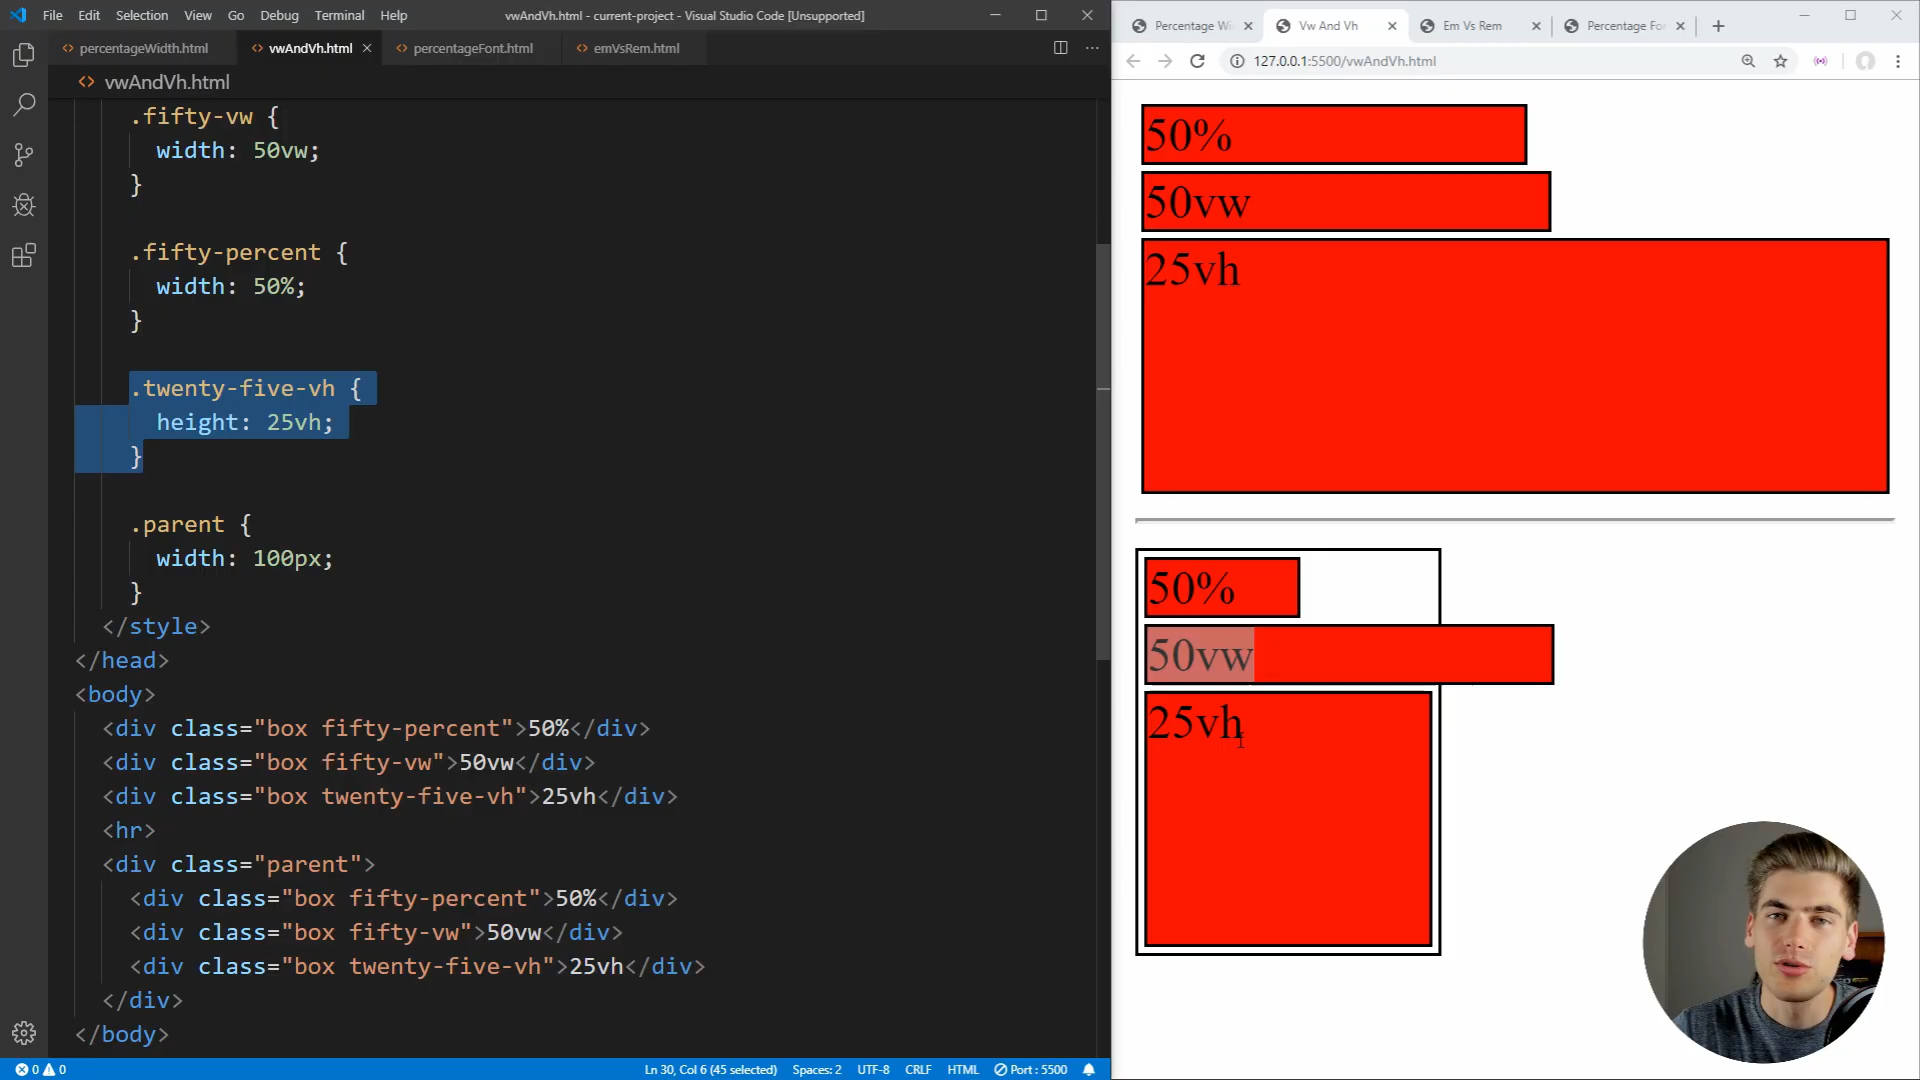 File Edit Selection View Go Debug Terminal Help
vwAndVh.html - current-project - Visual Studio Code [Unsupported]
percentageWidth.html
vwAndVh.html
percentageFont.html
emVsRem.html
vwAndVh.html
.fifty-vw {
width: 50vw;
}
.fifty-percent {
width: 50%;
}
.twenty-five-vh {
height: 25vh;
}
.parent {
width: 100px;
}
</style>
</head>
<body>
<div class="box fifty-percent">50%</div>
<div class="box fifty-vw">50vw</div>
<div class="box twenty-five-vh">25vh</div>
<hr>
<div class="parent">
<div class="box fifty-percent">50%</div>
<div class="box fifty-vw">50vw</div>
<div class="box twenty-five-vh">25vh</div>
</div>
</body>
0 0
Ln 30, Col 6 (45 selected) Spaces: 2 UTF-8 CRLF HTML Port : 5500
Percentage Wi
Vw And Vh
Em Vs Rem
Percentage Fo
127.0.0.1:5500/vwAndVh.html
50%
50vw
25vh
50%
50vw
25vh